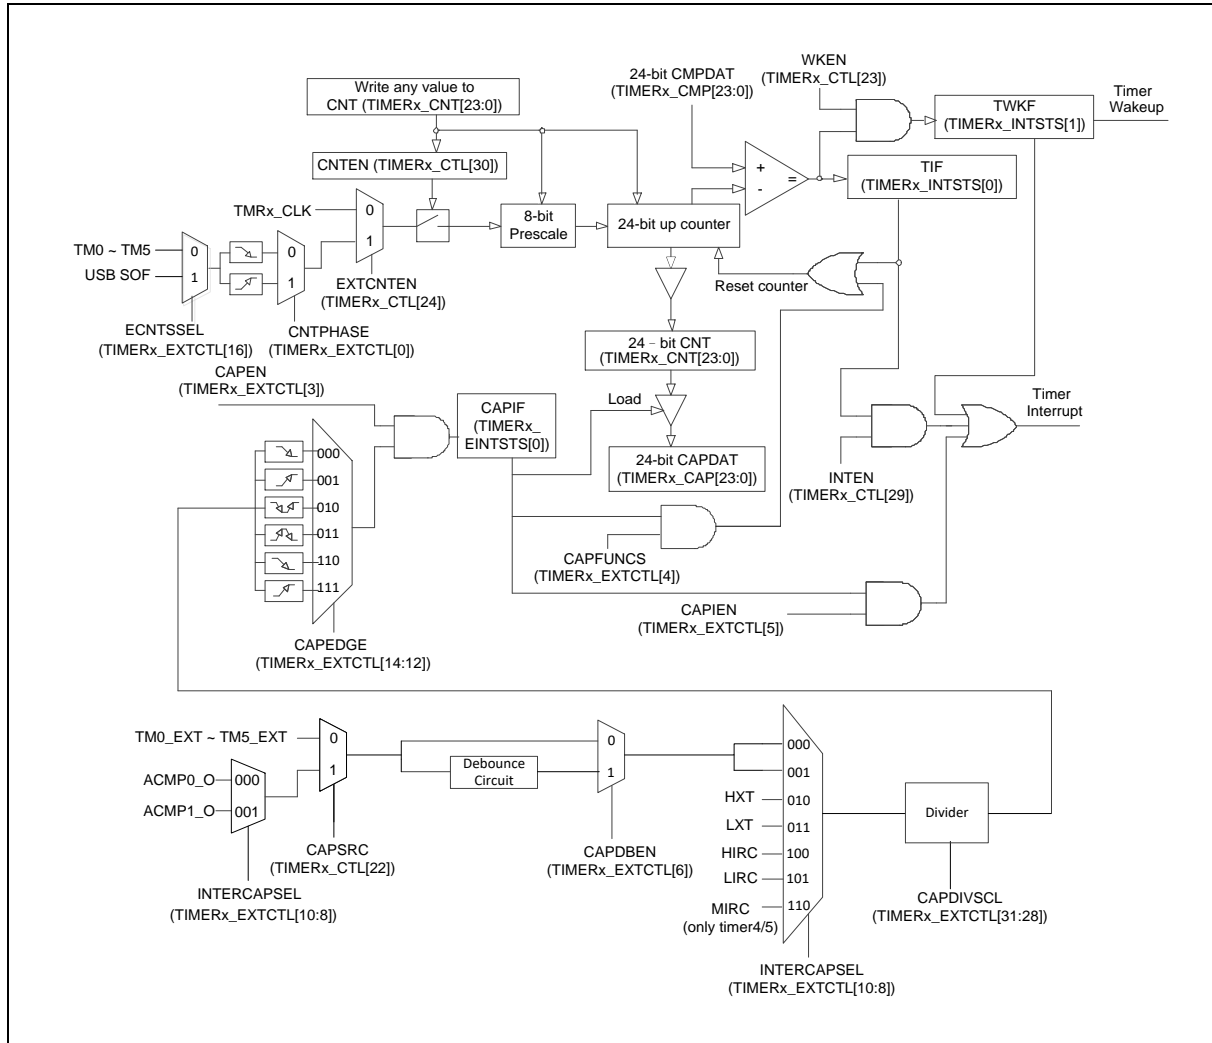 Write any value to
CNT (TIMERx_CNT[23:0])
24-bit CMPDAT
(TIMERx_CMP[23:0])
WKEN
(TIMERx_CTL[23])
TWKF
(TIMERx_INTSTS[1])
Timer
Wakeup
CNTEN (TIMERx_CTL[30])
+
-
=
TIF
(TIMERx_INTSTS[0])
TMRx_CLK
0
1
8-bit
Prescale
24-bit up counter
TM0 ~ TM5
USB SOF
0
1
0
1
EXTCNTEN
(TIMERx_CTL[24])
Reset counter
ECNTSSEL
(TIMERx_EXTCTL[16])
CNTPHASE
(TIMERx_EXTCTL[0])
24 - bit CNT
(TIMERx_CNT[23:0])
CAPEN
(TIMERx_EXTCTL[3])
CAPIF
(TIMERx_
EINTSTS[0])
Load
Timer
Interrupt
24-bit CAPDAT
(TIMERx_CAP[23:0])
INTEN
(TIMERx_CTL[29])
000
001
010
011
110
111
CAPFUNCS
(TIMERx_EXTCTL[4])
CAPIEN
(TIMERx_EXTCTL[5])
CAPEDGE
(TIMERx_EXTCTL[14:12])
TM0_EXT ~ TM5_EXT
0
1
ACMP0_O
000
ACMP1_O
001
Debounce
Circuit
0
1
000
001
HXT
010
LXT
011
HIRC
100
LIRC
101
MIRC
110
(only timer4/5)
Divider
CAPSRC
(TIMERx_CTL[22])
CAPDBEN
(TIMERx_EXTCTL[6])
INTERCAPSEL
(TIMERx_EXTCTL[10:8])
CAPDIVSCL
(TIMERx_EXTCTL[31:28])
INTERCAPSEL
(TIMERx_EXTCTL[10:8])